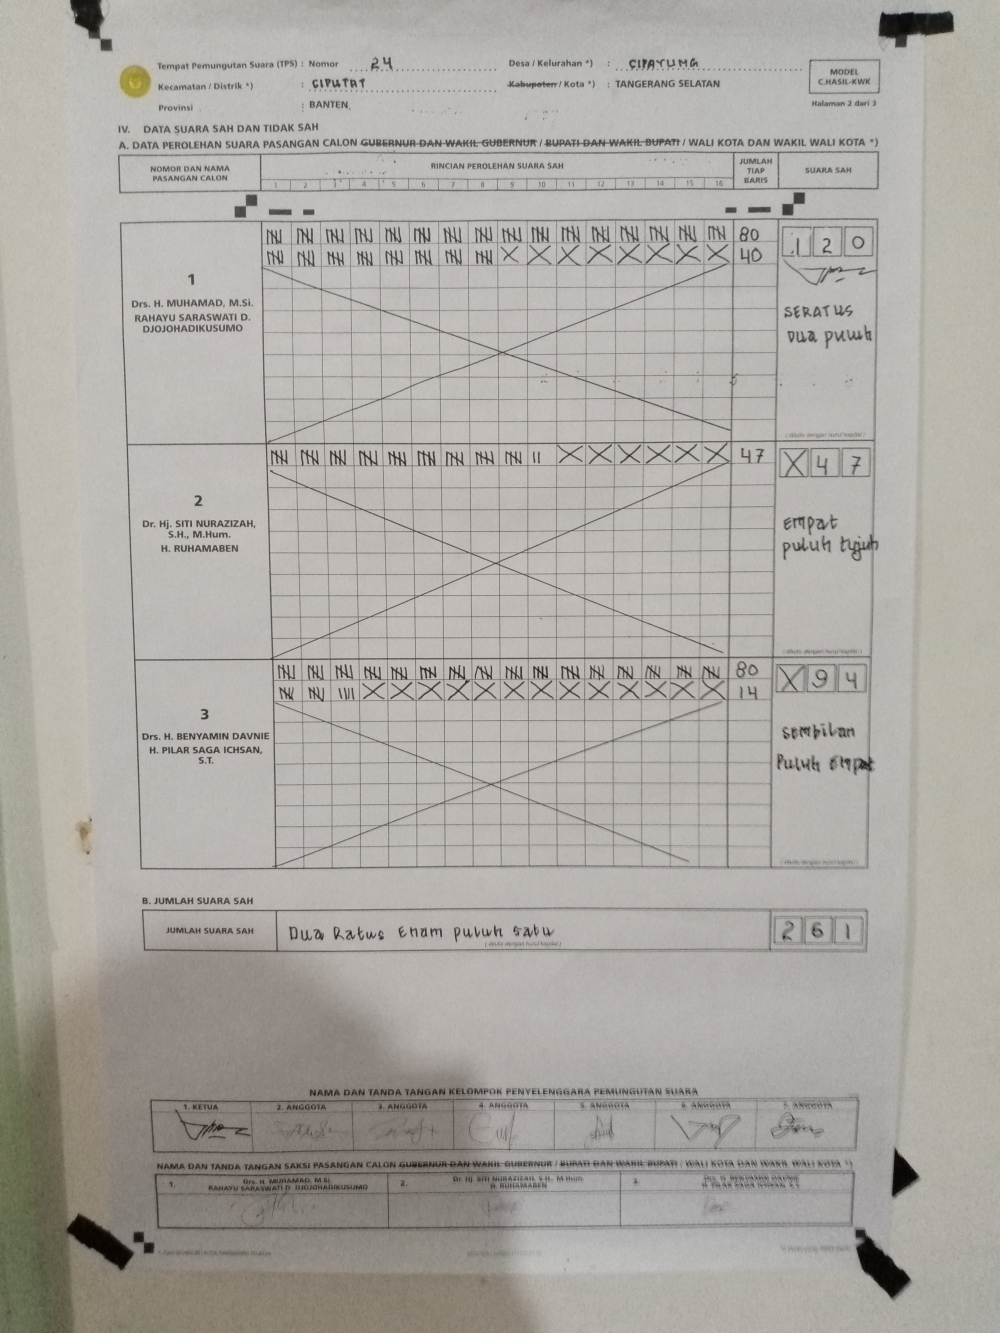 Tempat Pemungutan Suara (TPS) : Nomor 24 Desa / Kelurahan *) : CIPAYUNG
Kecamatan / Distrik *) : CIPUTAT Kabupaten / Kota *) : TANGERANG SELATAN
Provinsi : BANTEN
MODEL
C.HASIL-KWK
Halaman 2 dari 3
IV. DATA SUARA SAH DAN TIDAK SAH
A. DATA PEROLEHAN SUARA PASANGAN CALON GUBERNUR DAN WAKIL GUBERNUR / BUPATI DAN WAKIL BUPATI / WALI KOTA DAN WAKIL WALI KOTA *)
NOMOR DAN NAMA
PASANGAN CALON
RINCIAN PEROLEHAN SUARA SAH
1 2 3 4 5 6 7 8 9 10 11 12 13 14 15 16
JUMLAH
TIAP
BARIS
SUARA SAH
1
Drs. H. MUHAMAD, M.Si.
RAHAYU SARASWATI D.
DJOJOHADIKUSUMO
80
40
1 2 0
SERATUS
Dua puluh
(ditulis dengan huruf kapital)
2
Dr. Hj. SITI NURAZIZAH,
S.H., M.Hum.
H. RUHAMABEN
47
X 4 7
empat
puluh tujuh
(ditulis dengan huruf kapital)
3
Drs. H. BENYAMIN DAVNIE
H. PILAR SAGA ICHSAN,
S.T.
80
14
X 9 4
sembilan
Puluh empat
(ditulis dengan huruf kapital)
B. JUMLAH SUARA SAH
JUMLAH SUARA SAH
Dua Ratus Enam puluh satu
(ditulis dengan huruf kapital)
2 6 1
NAMA DAN TANDA TANGAN KELOMPOK PENYELENGGARA PEMUNGUTAN SUARA
1. KETUA 2. ANGGOTA 3. ANGGOTA 4. ANGGOTA 5. ANGGOTA 6. ANGGOTA 7. ANGGOTA
NAMA DAN TANDA TANGAN SAKSI PASANGAN CALON GUBERNUR DAN WAKIL GUBERNUR / BUPATI DAN WAKIL BUPATI / WALI KOTA DAN WAKIL WALI KOTA *)
1. Drs. H. MUHAMAD, M.Si.
RAHAYU SARASWATI D. DJOJOHADIKUSUMO
2. Dr. Hj. SITI NURAZIZAH, S.H., M.Hum.
H. RUHAMABEN
3.